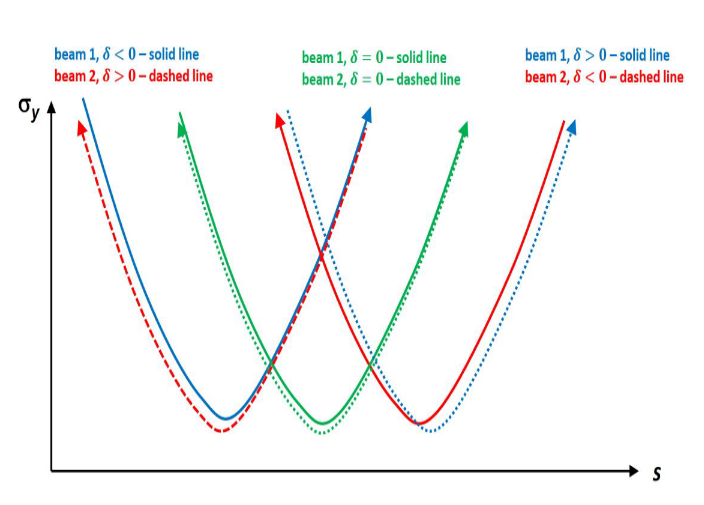 beam 1, δ < 0 – solid line
beam 2, δ > 0 – dashed line
beam 1, δ = 0 – solid line
beam 2, δ = 0 – dashed line
beam 1, δ > 0 – solid line
beam 2, δ < 0 – dashed line
σy
s